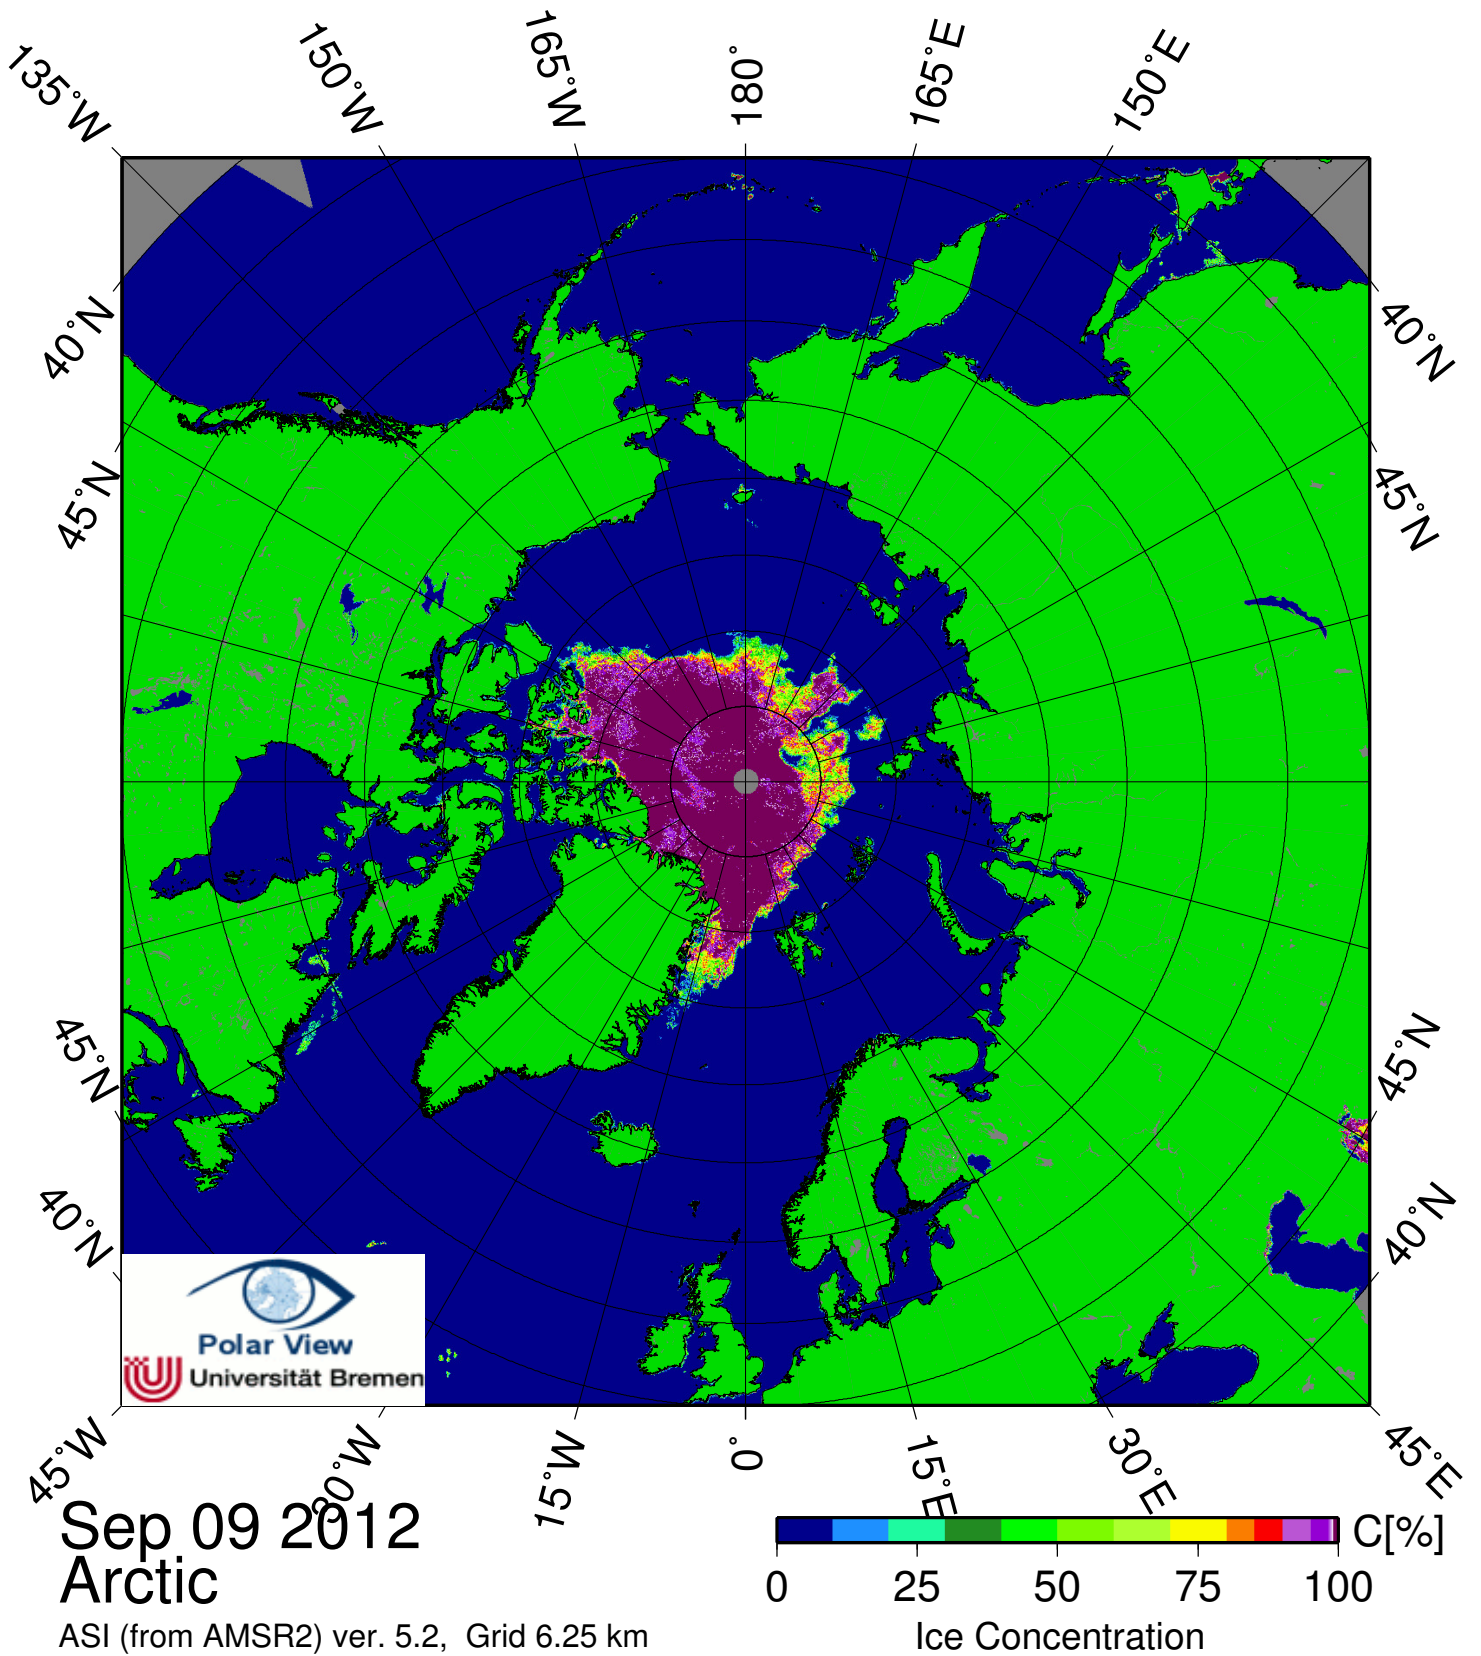 135°W
150°W
165°W
180°
165°E
150°E
40°N
40°N
45°N
45°N
45°N
45°N
40°N
40°N
Polar View
Universität Bremen
45°W
30°W
15°W
0°
15°E
30°E
45°E
Sep 09 2012
Arctic
ASI (from AMSR2) ver. 5.2, Grid 6.25 km
C[%]
0 25 50 75 100
Ice Concentration